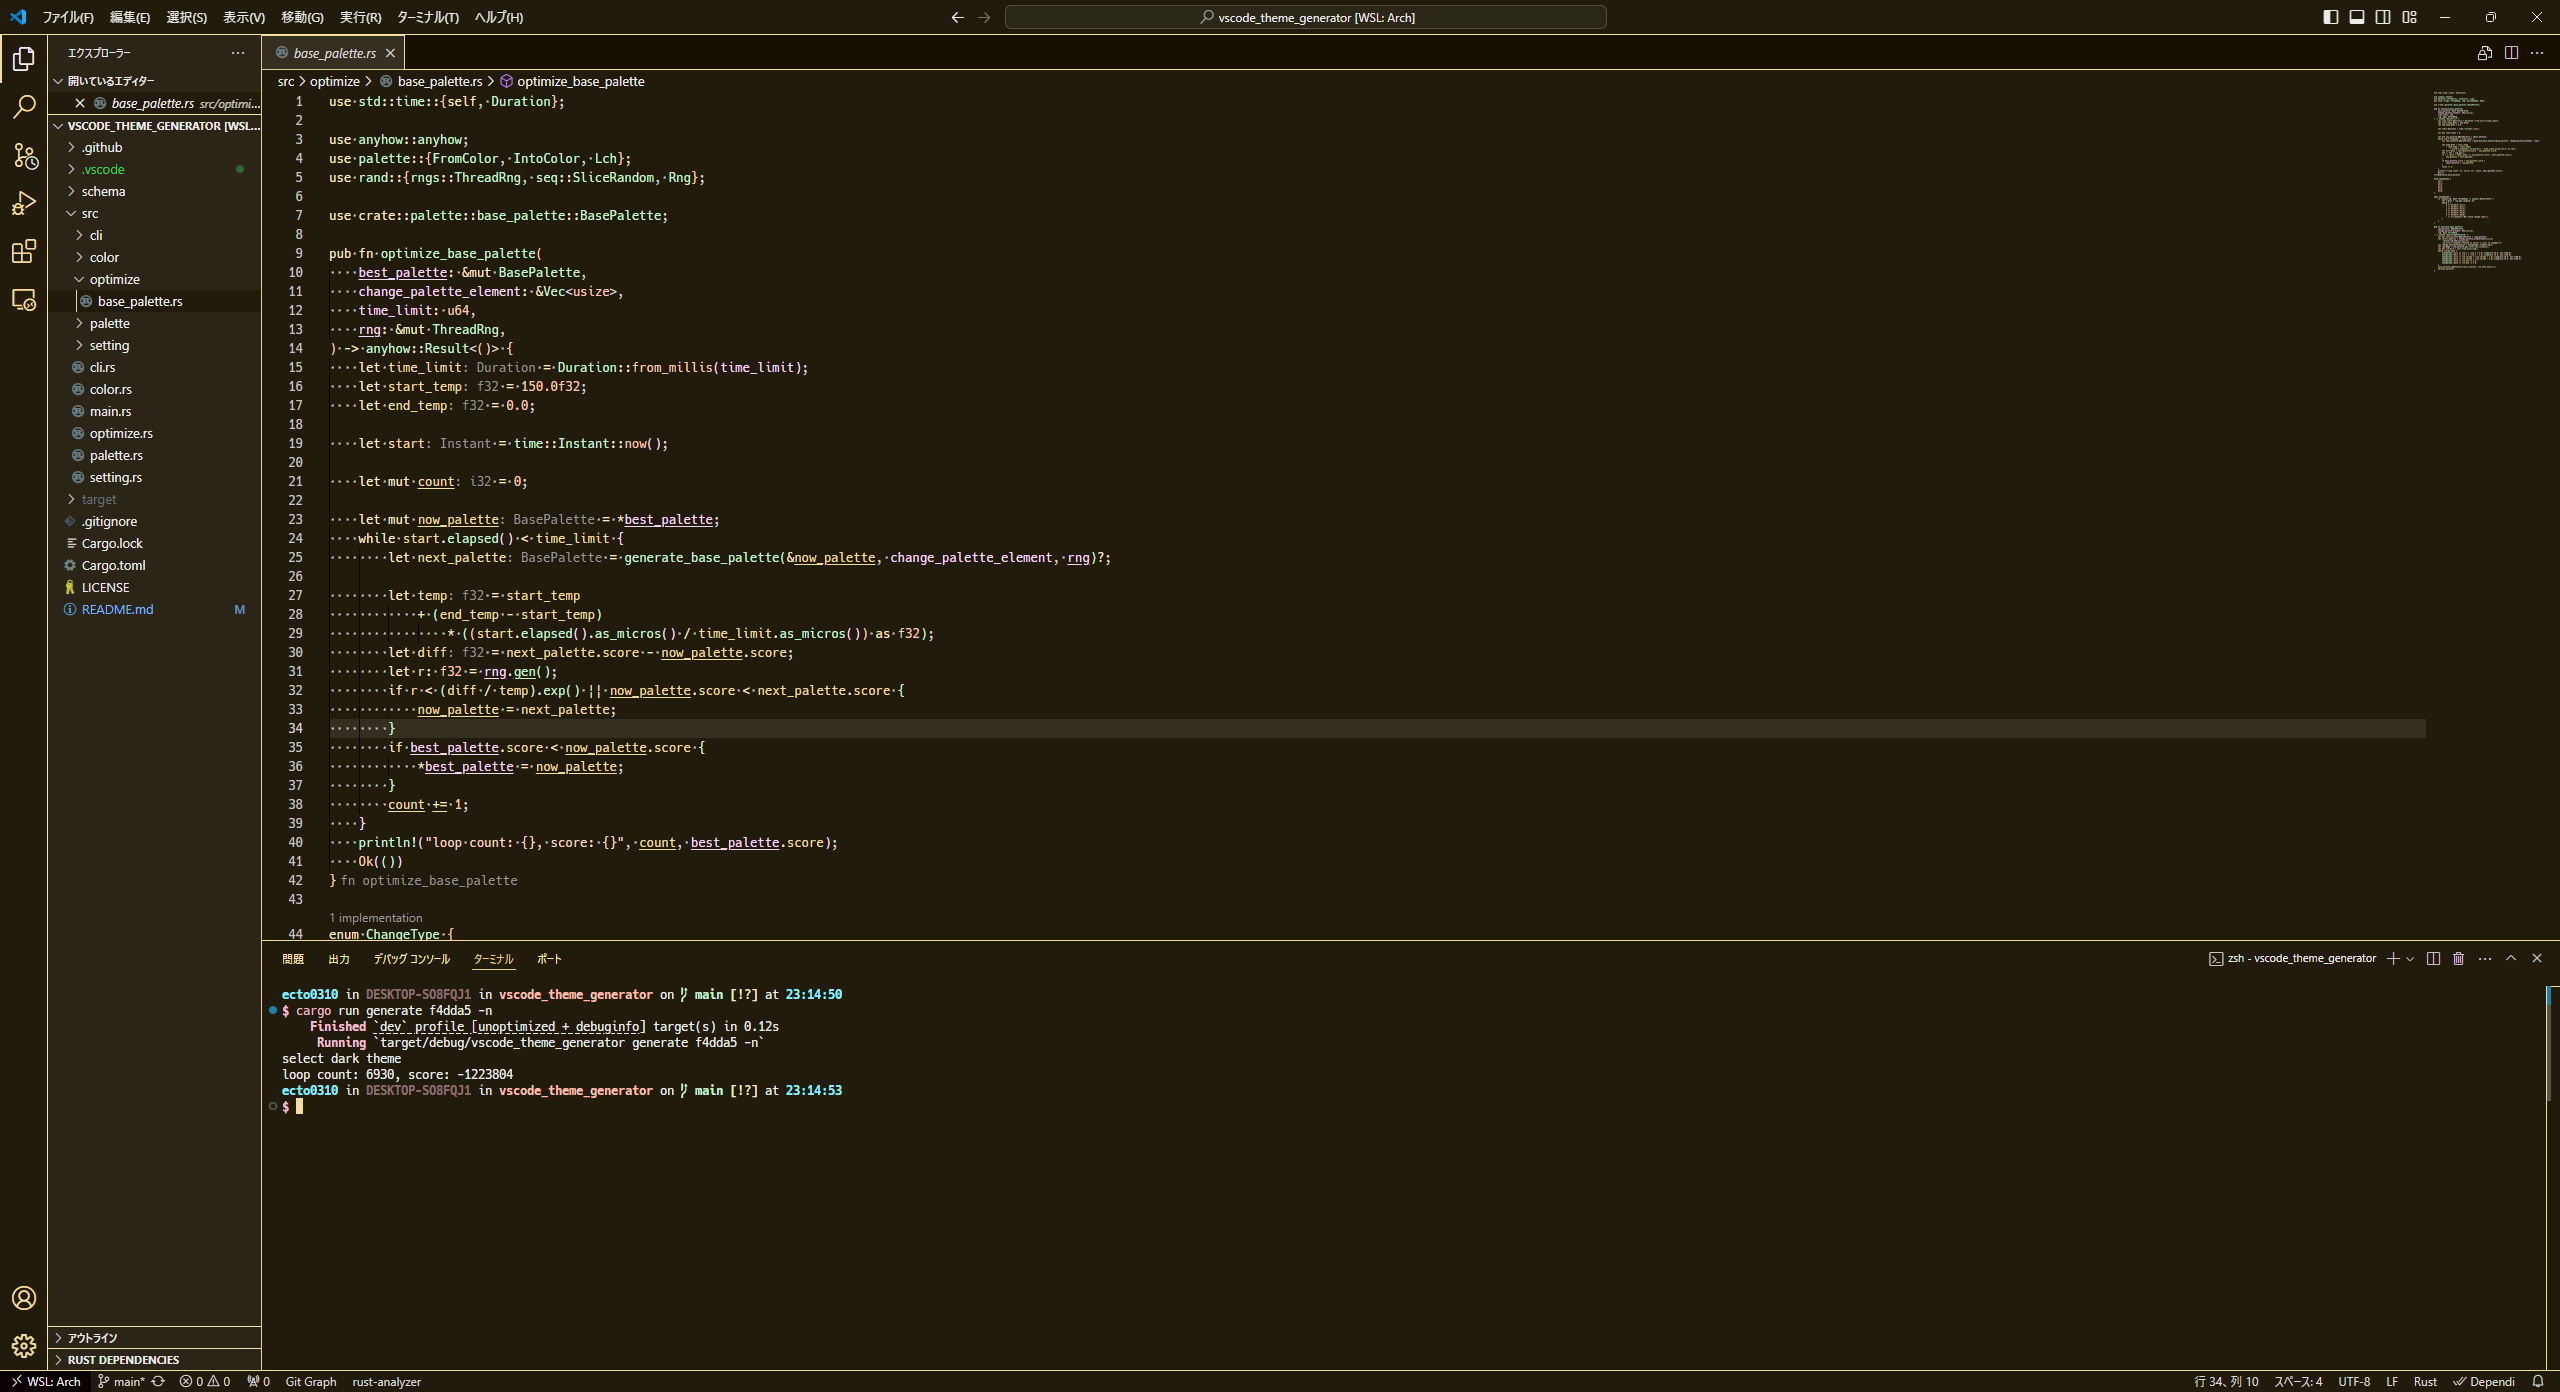 ファイル(F) 編集(E) 選択(S) 表示(V) 移動(G) 実行(R) ターミナル(T) ヘルプ(H)
vscode_theme_generator [WSL: Arch]
エクスプローラー
開いているエディター
base_palette.rs src/optimi...
VSCODE_THEME_GENERATOR [WSL...
.github
.vscode
schema
src
cli
color
optimize
base_palette.rs
palette
setting
cli.rs
color.rs
main.rs
optimize.rs
palette.rs
setting.rs
target
.gitignore
Cargo.lock
Cargo.toml
LICENSE
README.md M
アウトライン
RUST DEPENDENCIES
base_palette.rs
src > optimize > base_palette.rs > optimize_base_palette
1 use std::time::{self, Duration};
2
3 use anyhow::anyhow;
4 use palette::{FromColor, IntoColor, Lch};
5 use rand::{rngs::ThreadRng, seq::SliceRandom, Rng};
6
7 use crate::palette::base_palette::BasePalette;
8
9 pub fn optimize_base_palette(
10     best_palette: &mut BasePalette,
11     change_palette_element: &Vec<usize>,
12     time_limit: u64,
13     rng: &mut ThreadRng,
14 ) -> anyhow::Result<()> {
15     let time_limit: Duration = Duration::from_millis(time_limit);
16     let start_temp: f32 = 150.0f32;
17     let end_temp: f32 = 0.0;
18
19     let start: Instant = time::Instant::now();
20
21     let mut count: i32 = 0;
22
23     let mut now_palette: BasePalette = *best_palette;
24     while start.elapsed() < time_limit {
25         let next_palette: BasePalette = generate_base_palette(&now_palette, change_palette_element, rng)?;
26
27         let temp: f32 = start_temp
28             + (end_temp - start_temp)
29                 * ((start.elapsed().as_micros() / time_limit.as_micros()) as f32);
30         let diff: f32 = next_palette.score - now_palette.score;
31         let r: f32 = rng.gen();
32         if r < (diff / temp).exp() || now_palette.score < next_palette.score {
33             now_palette = next_palette;
34         }
35         if best_palette.score < now_palette.score {
36             *best_palette = now_palette;
37         }
38         count += 1;
39     }
40     println!("loop count: {}, score: {}", count, best_palette.score);
41     Ok(())
42 } fn optimize_base_palette
43
1 implementation
44 enum ChangeType {
問題 出力 デバッグ コンソール ターミナル ポート
zsh - vscode_theme_generator
ecto0310 in DESKTOP-SO8FQJ1 in vscode_theme_generator on main [!?] at 23:14:50
$ cargo run generate f4dda5 -n
    Finished `dev` profile [unoptimized + debuginfo] target(s) in 0.12s
     Running `target/debug/vscode_theme_generator generate f4dda5 -n`
select dark theme
loop count: 6930, score: -1223804
ecto0310 in DESKTOP-SO8FQJ1 in vscode_theme_generator on main [!?] at 23:14:53
$
WSL: Arch main* 0 0 0 Git Graph rust-analyzer
行 34、列 10 スペース: 4 UTF-8 LF Rust Dependi